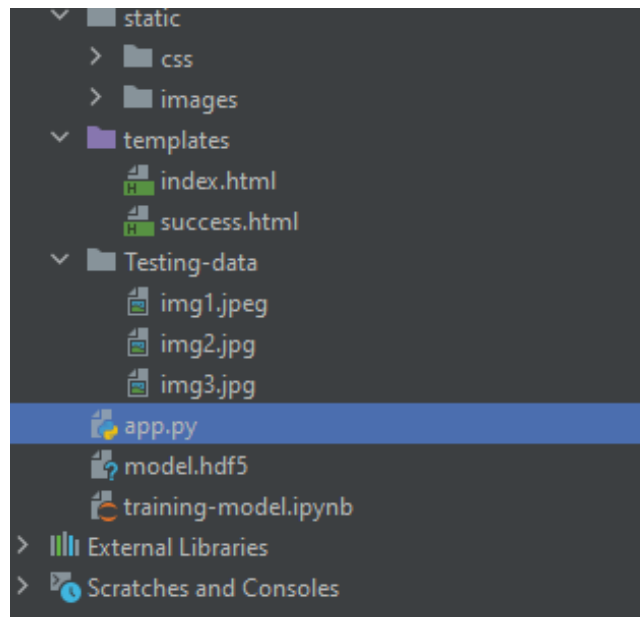 static
css
images
templates
index.html
success.html
Testing-data
img1.jpeg
img2.jpg
img3.jpg
app.py
model.hdf5
training-model.ipynb
External Libraries
Scratches and Consoles